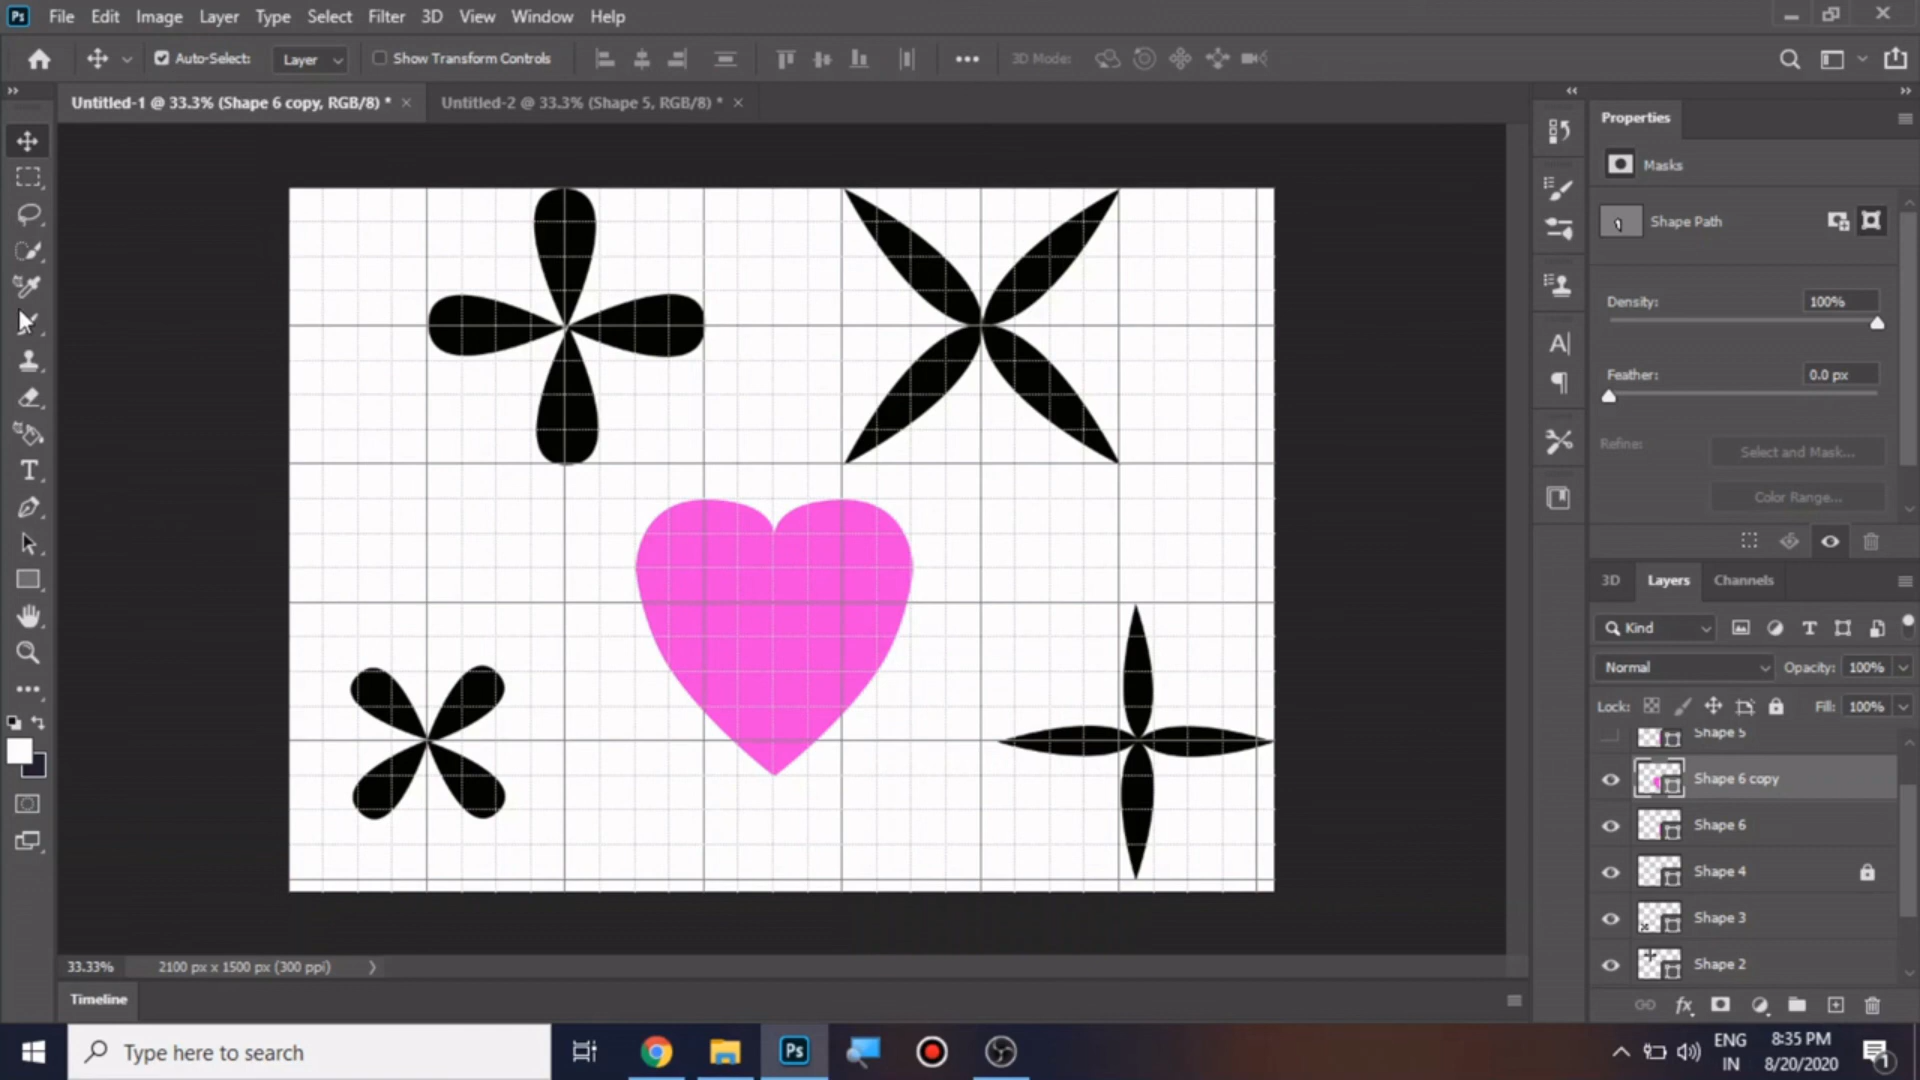 Ps File Edit Image Layer Type Select Filter 3D View Window Help
Auto-Select: Layer Show Transform Controls 3D Mode:
Untitled-1 @ 33.3% (Shape 6 copy, RGB/8) * × Untitled-2 @ 33.3% (Shape 5, RGB/8) * ×
Properties
Masks
Shape Path
Density: 100%
Feather: 0.0 px
Refine: Select and Mask...
Color Range...
3D Layers Channels
Kind
Normal Opacity: 100%
Lock: Fill: 100%
Shape 5
Shape 6 copy
Shape 6
Shape 4
Shape 3
Shape 2
33.33% 2100 px x 1500 px (300 ppi)
Timeline
Type here to search
Ps
ENG
IN
8:35 PM
8/20/2020
1